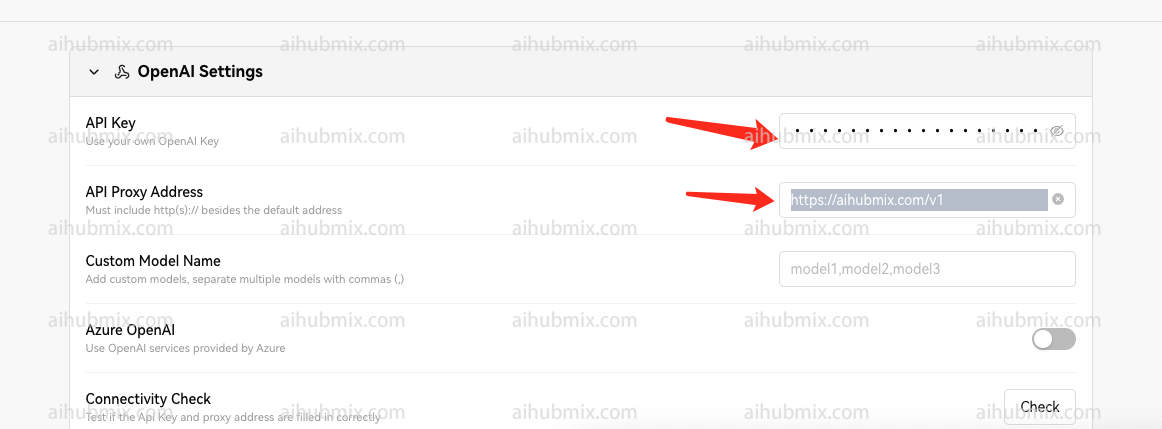 aihubmix.com aihubmix.com aihubmix.com aihubmix.com aihubmix.com
OpenAI Settings
API Key
Use your own OpenAI Key
aihubmix.com aihubmix.com aihubmix.com aihubmix.com aihubmix.com
API Proxy Address
https://aihubmix.com/v1
Must include http(s):// besides the default address
aihubmix.com aihubmix.com aihubmix.com aihubmix.com aihubmix.com
Custom Model Name
model1,model2,model3
Add custom models, separate multiple models with commas (,)
aihubmix.com aihubmix.com aihubmix.com aihubmix.com aihubmix.com
Azure OpenAI
Use OpenAI services provided by Azure
Connectivity Check
Check
Test if the Api Key and proxy address are filled in correctly
aihubmix.com aihubmix.com aihubmix.com aihubmix.com aihubmix.com